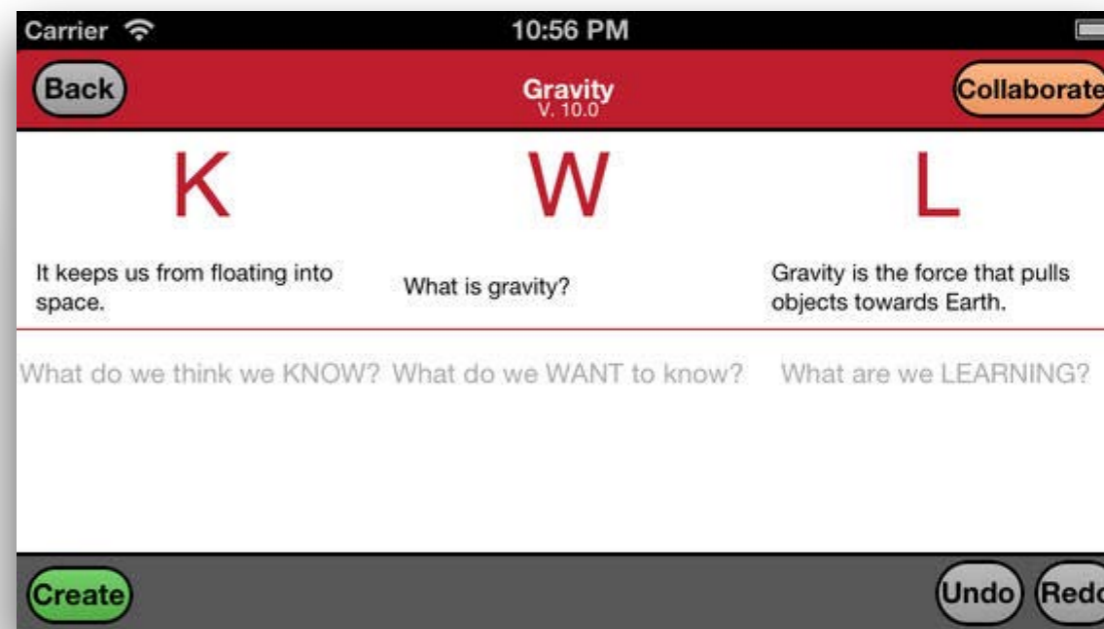 Carrier 10:56 PM
Back Gravity Collaborate
V. 10.0
K W L
It keeps us from floating into
space.
What is gravity?
Gravity is the force that pulls
objects towards Earth.
What do we think we KNOW? What do we WANT to know? What are we LEARNING?
Create Undo Redo